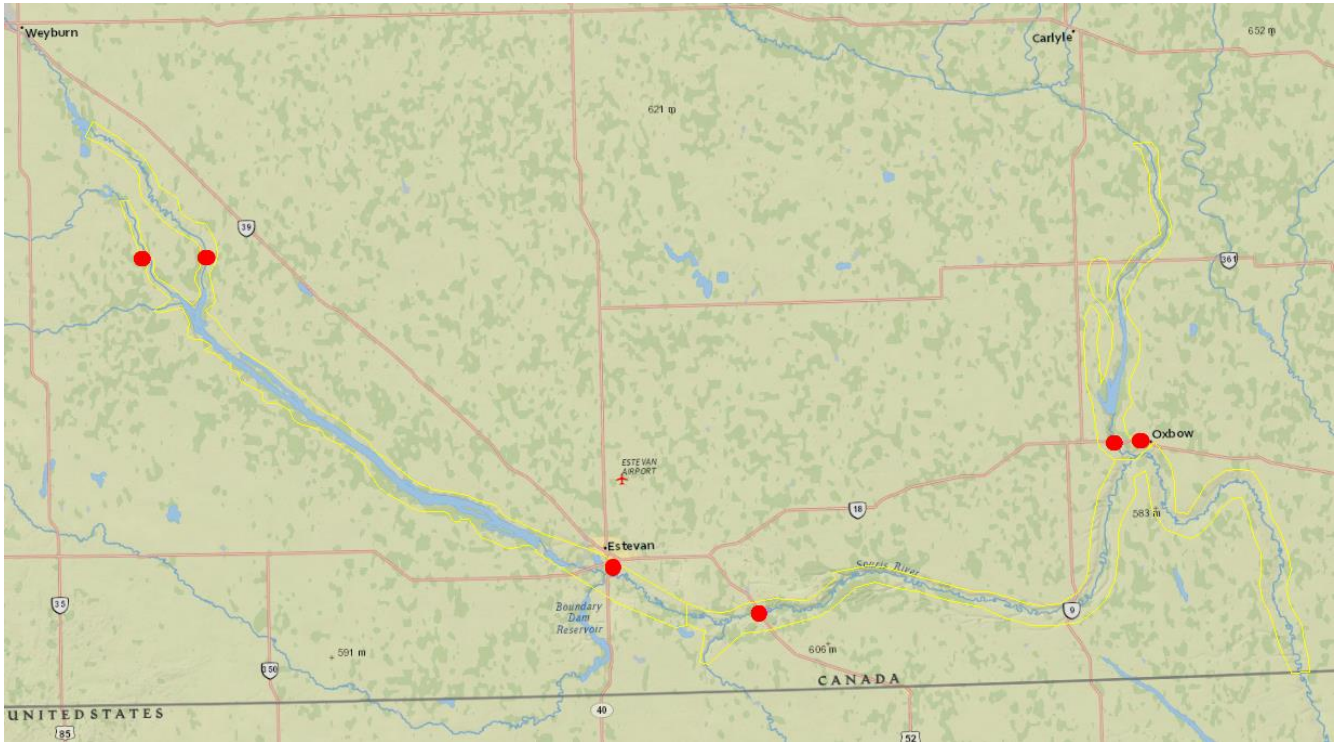 Weyburn
Carlyle
652 m
621 m
39
361
Oxbow
ESTEVAN
AIRPORT
18
583 m
Estevan
Souris River
35
Boundary
Dam
Reservoir
9
591 m
350
606 m
CANADA
UNITED STATES
40
85
52